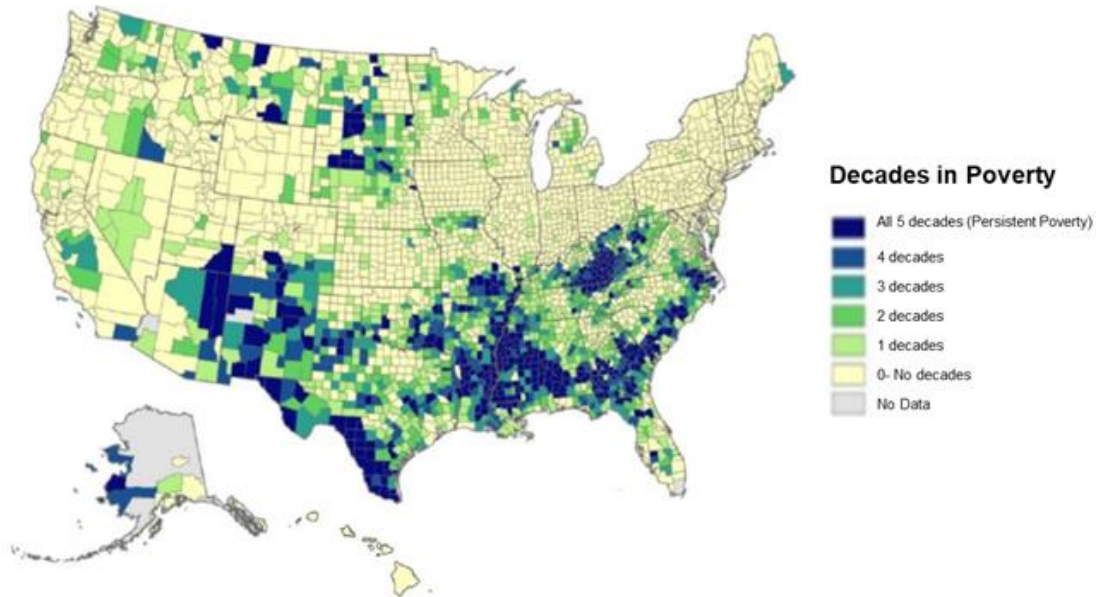 Decades in Poverty
All 5 decades (Persistent Poverty)
4 decades
3 decades
2 decades
1 decades
0- No decades
No Data